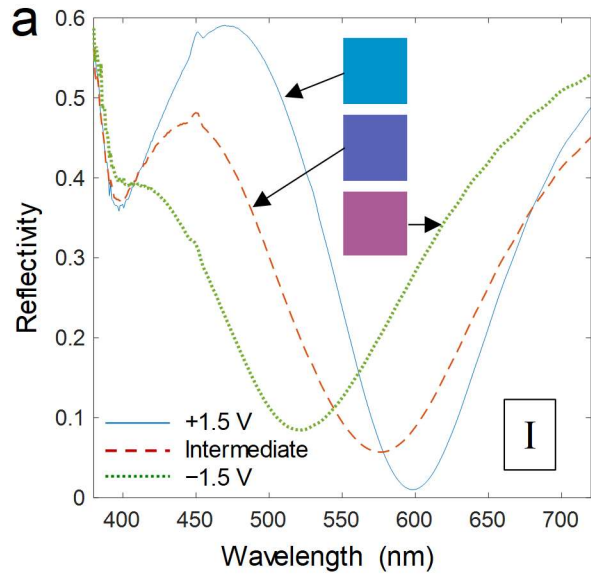 a
0.6
0.5
0.4
0.3
0.2
0.1
0
Reflectivity
+1.5 V
Intermediate
−1.5 V
I
400 450 500 550 600 650 700
Wavelength (nm)